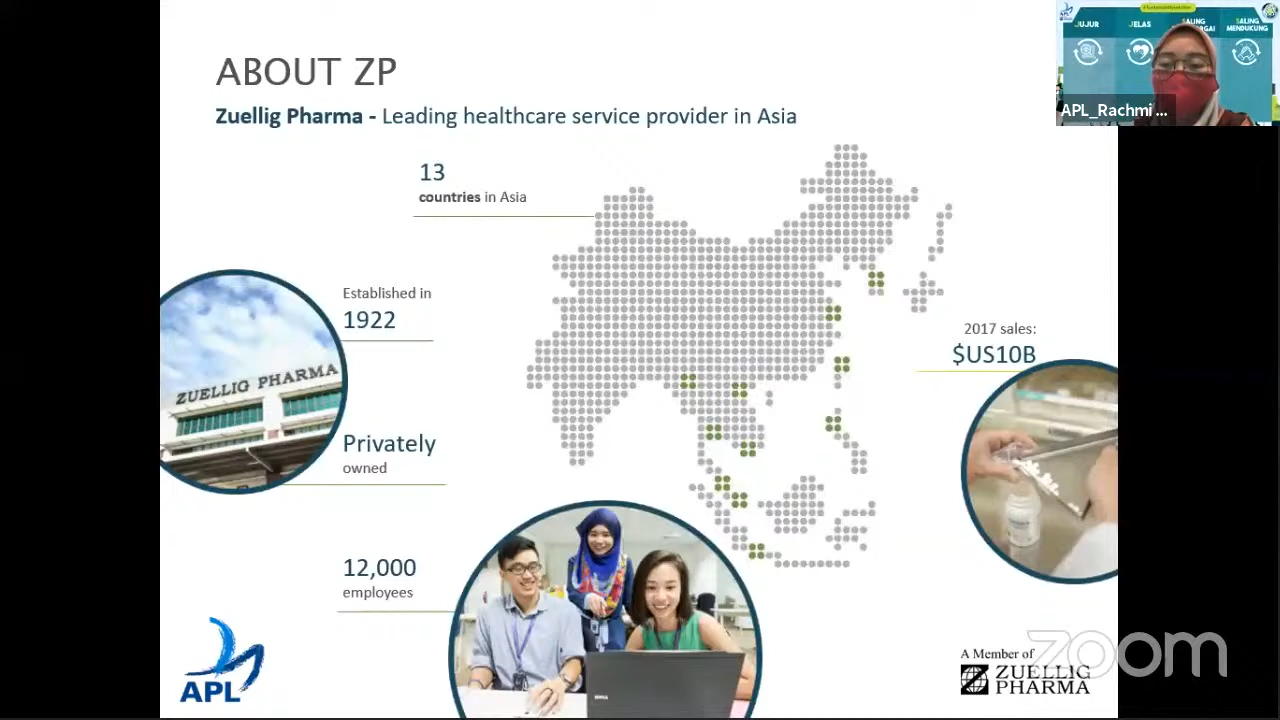 ABOUT ZP
Zuellig Pharma - Leading healthcare service provider in Asia
13
countries in Asia
Established in
1922
ZUELLIG PHARMA
Privately
owned
12,000
employees
2017 sales:
$US10B
APL
A Member of
ZUELLIG
PHARMA
zoom
JUJUR
JELAS
SALING
SALING
MENDUKUNG
APL_Rachmi ...